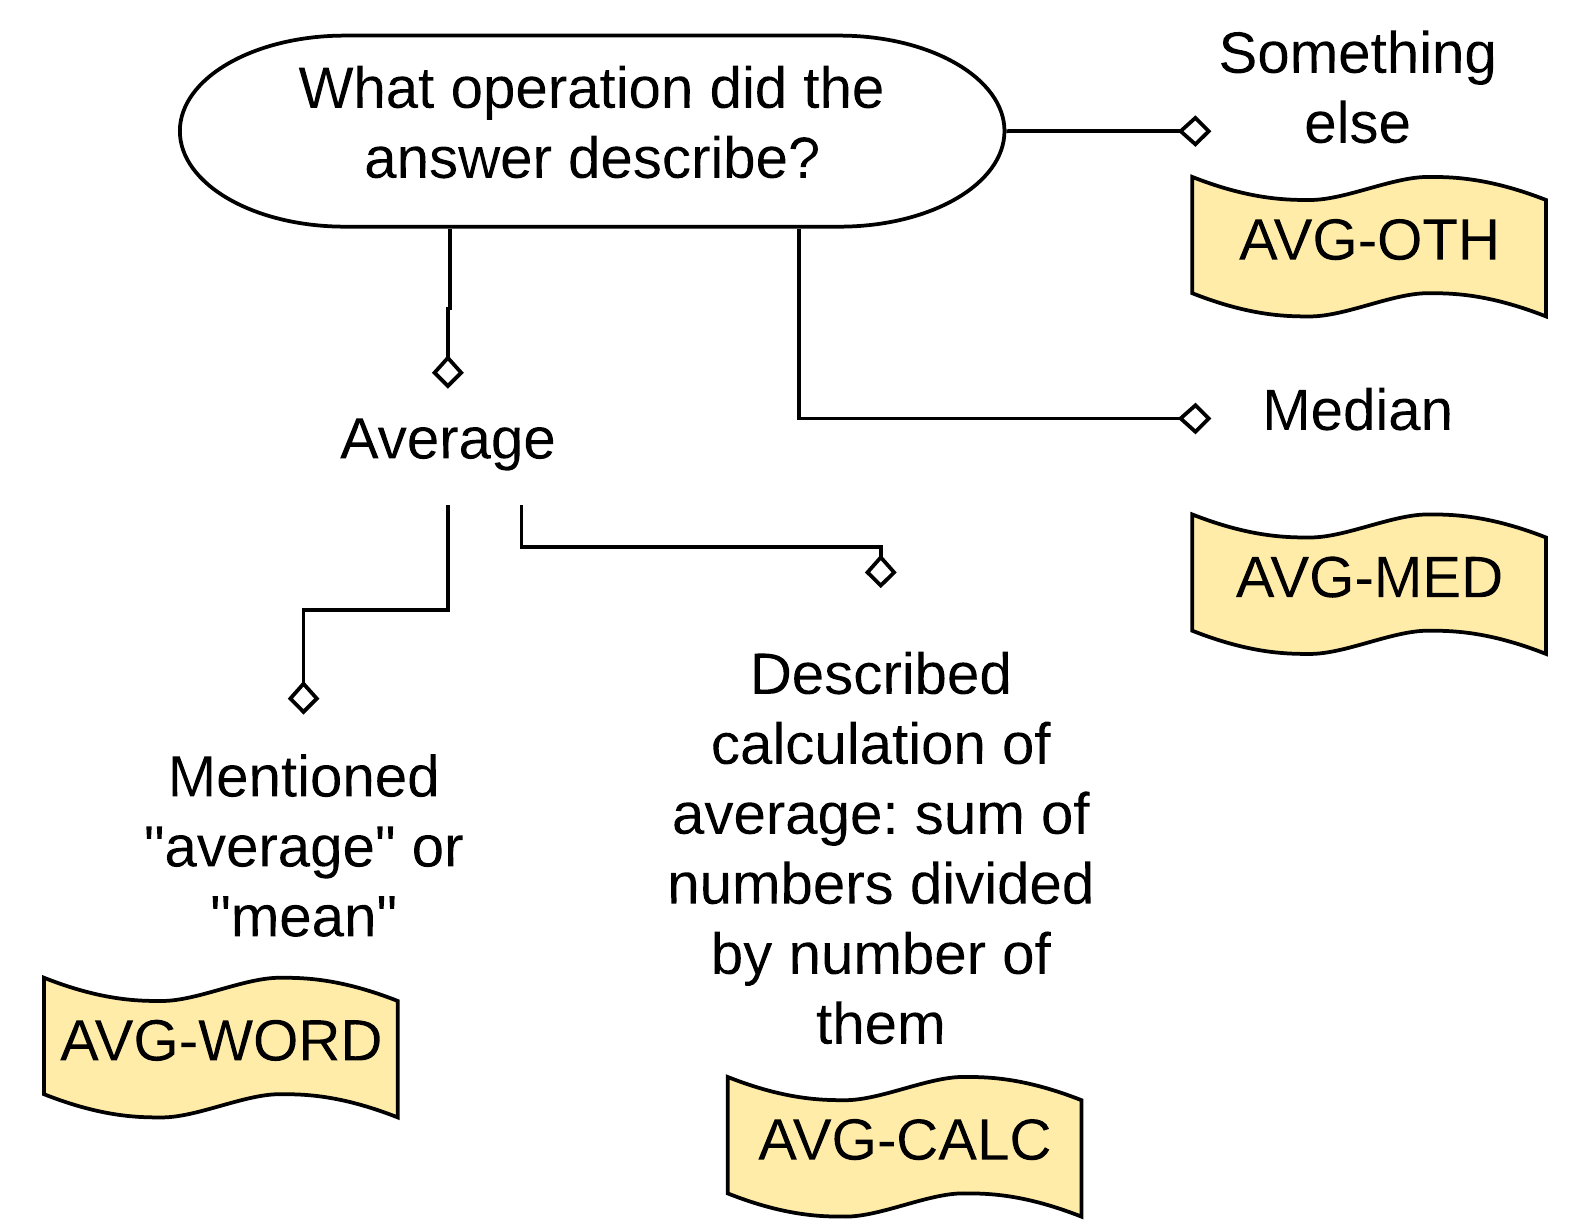 What operation did the
answer describe?
Something
else
AVG-OTH
Median
AVG-MED
Average
Mentioned
"average" or
"mean"
AVG-WORD
Described
calculation of
average: sum of
numbers divided
by number of
them
AVG-CALC